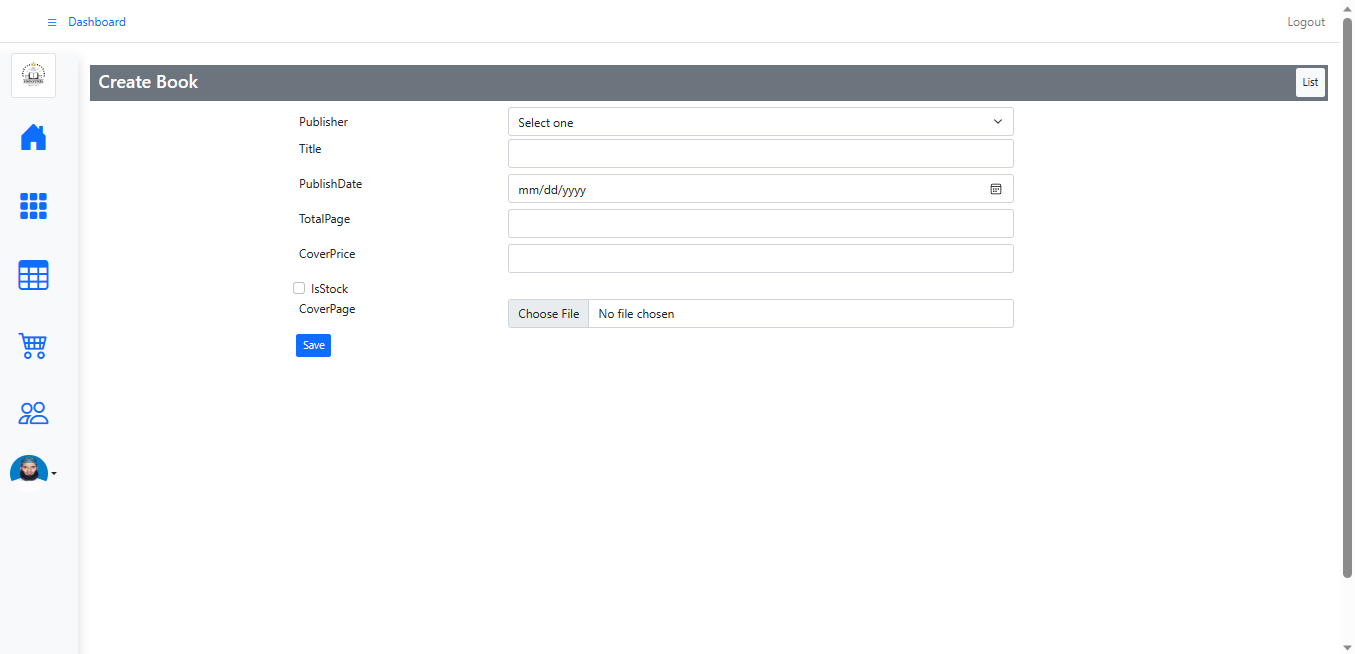 Dashboard
Logout
Create Book
List
Publisher
Select one
Title
PublishDate
mm/dd/yyyy
TotalPage
CoverPrice
IsStock
CoverPage
Choose File No file chosen
Save